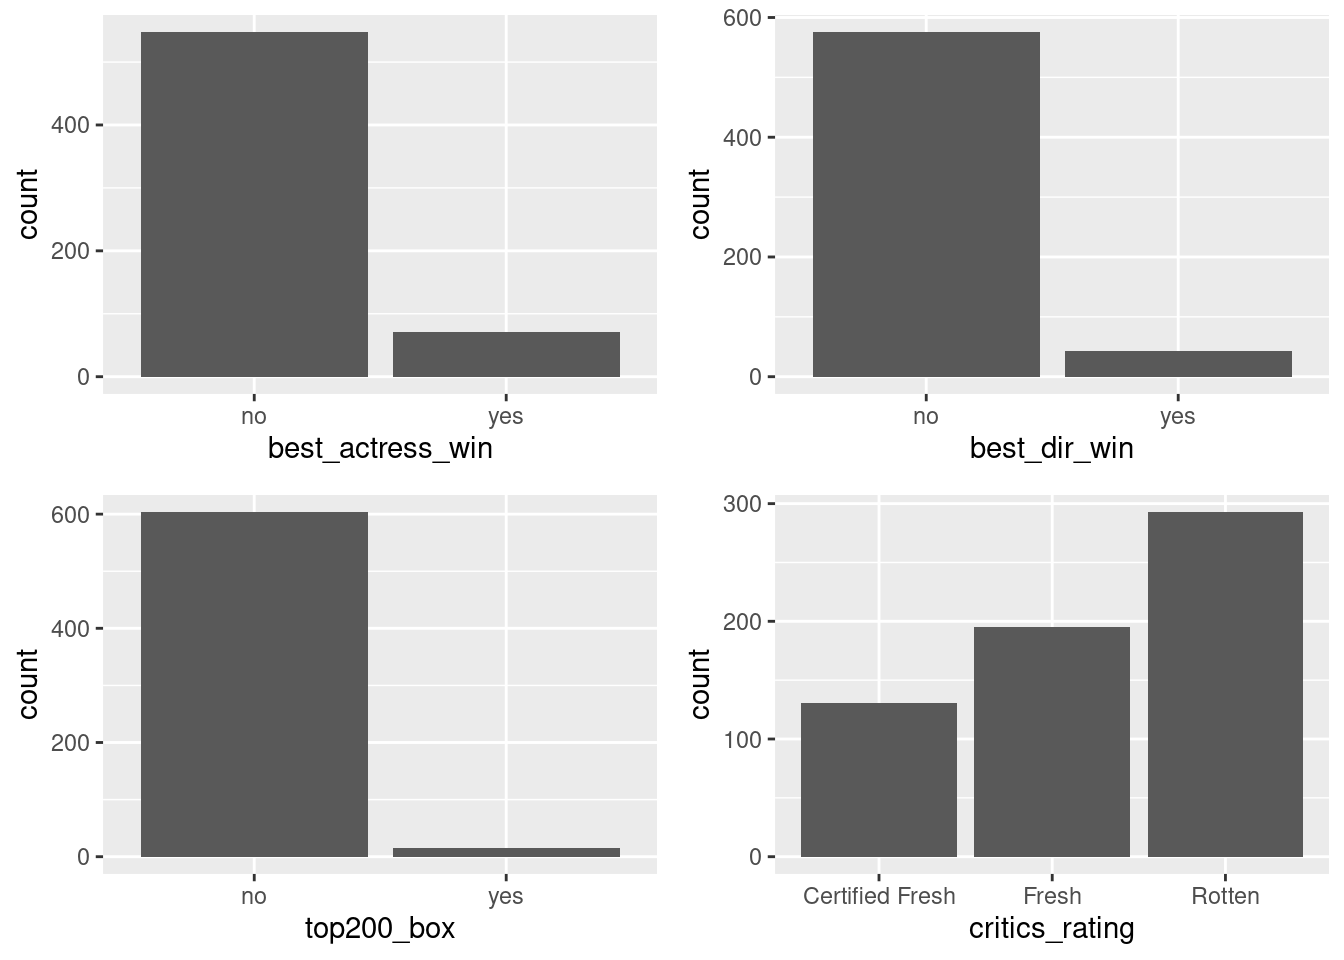 count
400
200
0
no yes
best_actress_win
count
600
400
200
0
no yes
best_dir_win
count
600
400
200
0
no yes
top200_box
count
300
200
100
0
Certified Fresh Fresh Rotten
critics_rating